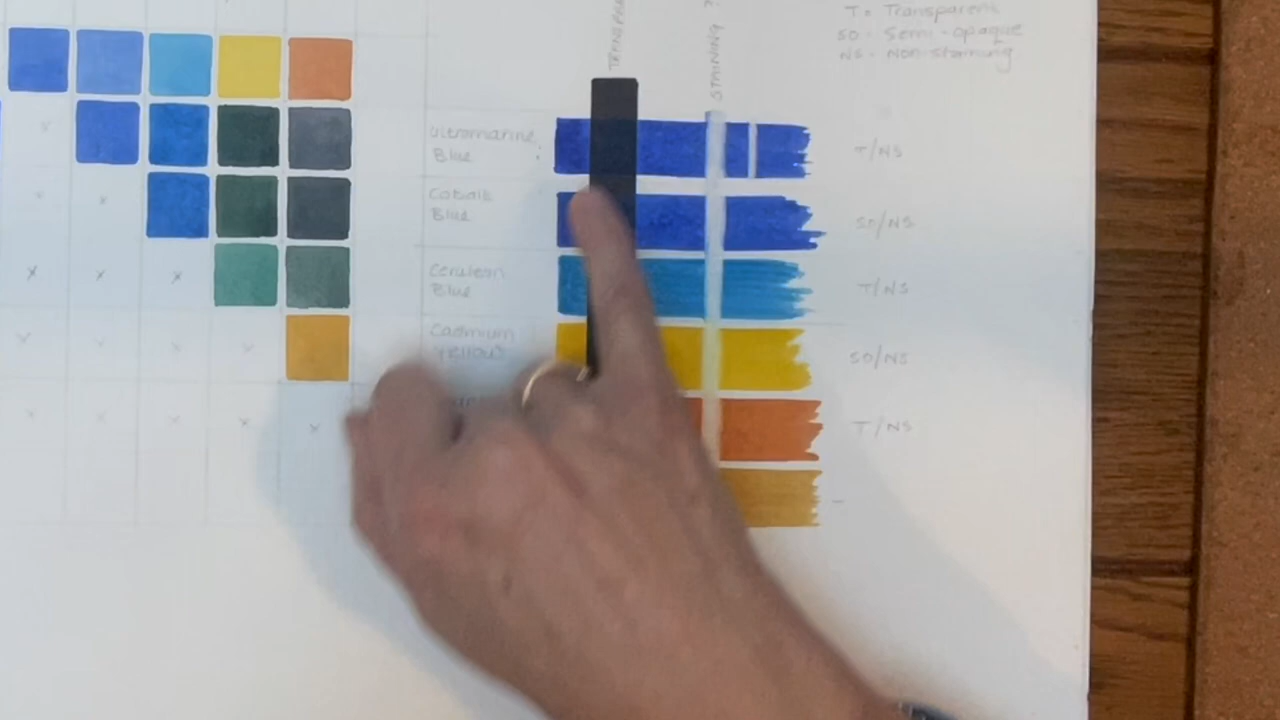 T = Transparent
SO - Semi-opaque
NS - Non staining
STAINING ?
Ultramarine
Blue
T/NS
Cobalt
Blue
SO/NS
Cerulean
Blue
T/NS
Cadmium
Yellow
SO/NS
T/NS